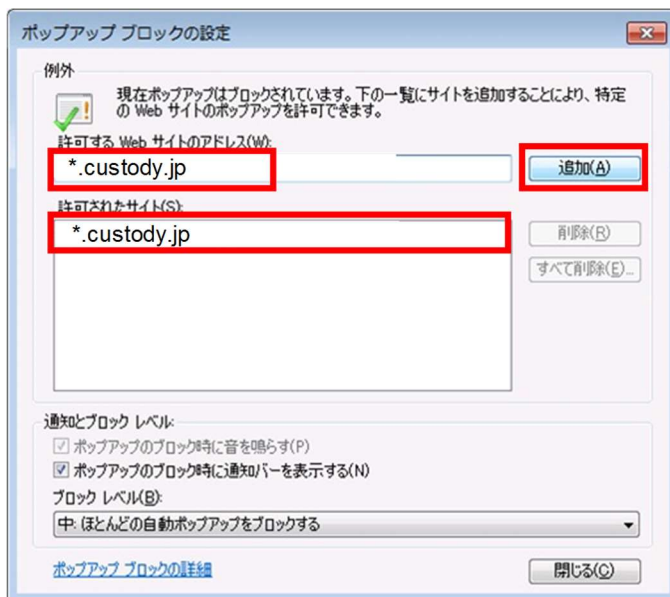 ポップアップ ブロックの設定
例外
現在ポップアップはブロックされています。下の一覧にサイトを追加することにより、特定
の Web サイトのポップアップを許可できます。
許可する Web サイトのアドレス(W):
*.custody.jp
追加(A)
許可されたサイト(S):
*.custody.jp
削除(R)
すべて削除(E)...
通知とブロック レベル:
ポップアップのブロック時に音を鳴らす(P)
ポップアップのブロック時に通知バーを表示する(N)
ブロック レベル(B):
中: ほとんどの自動ポップアップをブロックする
ポップアップ ブロックの詳細
閉じる(C)